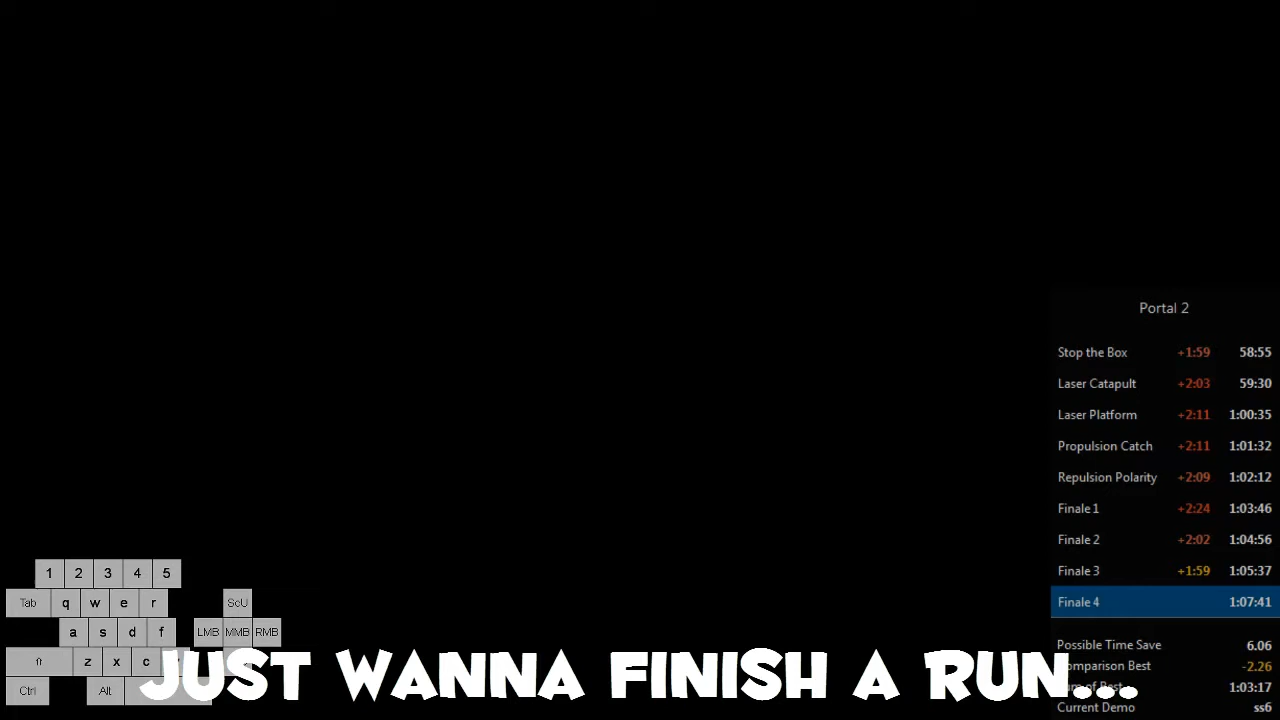 Portal 2
Stop the Box +1:59 58:55
Laser Catapult +2:03 59:30
Laser Platform +2:11 1:00:35
Propulsion Catch +2:11 1:01:32
Repulsion Polarity +2:09 1:02:12
Finale 1 +2:24 1:03:46
Finale 2 +2:02 1:04:56
Finale 3 +1:59 1:05:37
Finale 4 1:07:41
Possible Time Save 6.06
Comparison Best -2.26
Best 1:03:17
Current Demo ss6
1 2 3 4 5
Tab q w e r ScU
a s d f LMB MMB RMB
⇧ z x c
Ctrl Alt
JUST WANNA FINISH A RUN...